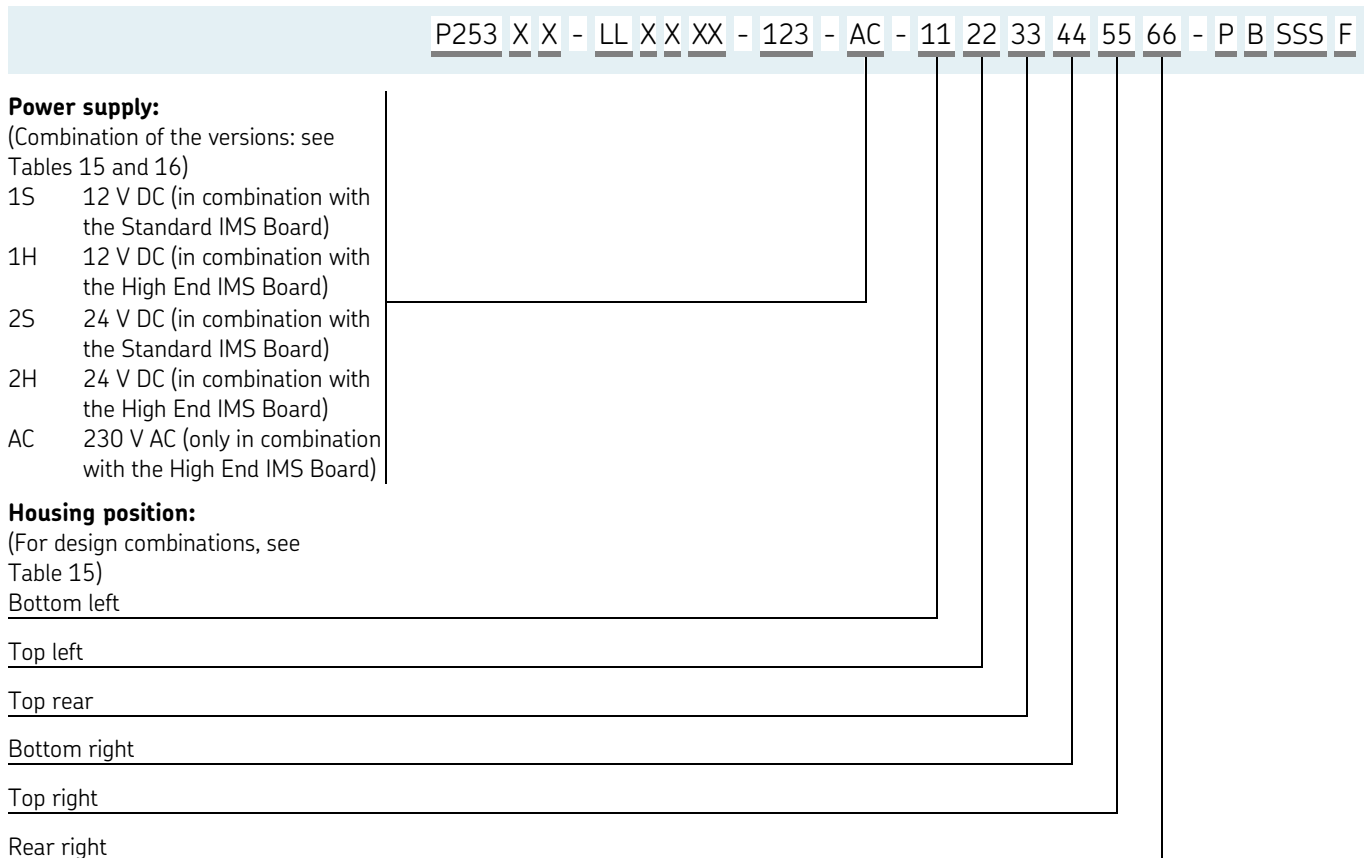 P253 X X - LL X X XX - 123 - AC - 11 22 33 44 55 66 - P B SSS F
Power supply:
(Combination of the versions: see
Tables 15 and 16)
1S 12 V DC (in combination with
the Standard IMS Board)
1H 12 V DC (in combination with
the High End IMS Board)
2S 24 V DC (in combination with
the Standard IMS Board)
2H 24 V DC (in combination with
the High End IMS Board)
AC 230 V AC (only in combination
with the High End IMS Board)
Housing position:
(For design combinations, see
Table 15)
Bottom left
Top left
Top rear
Bottom right
Top right
Rear right